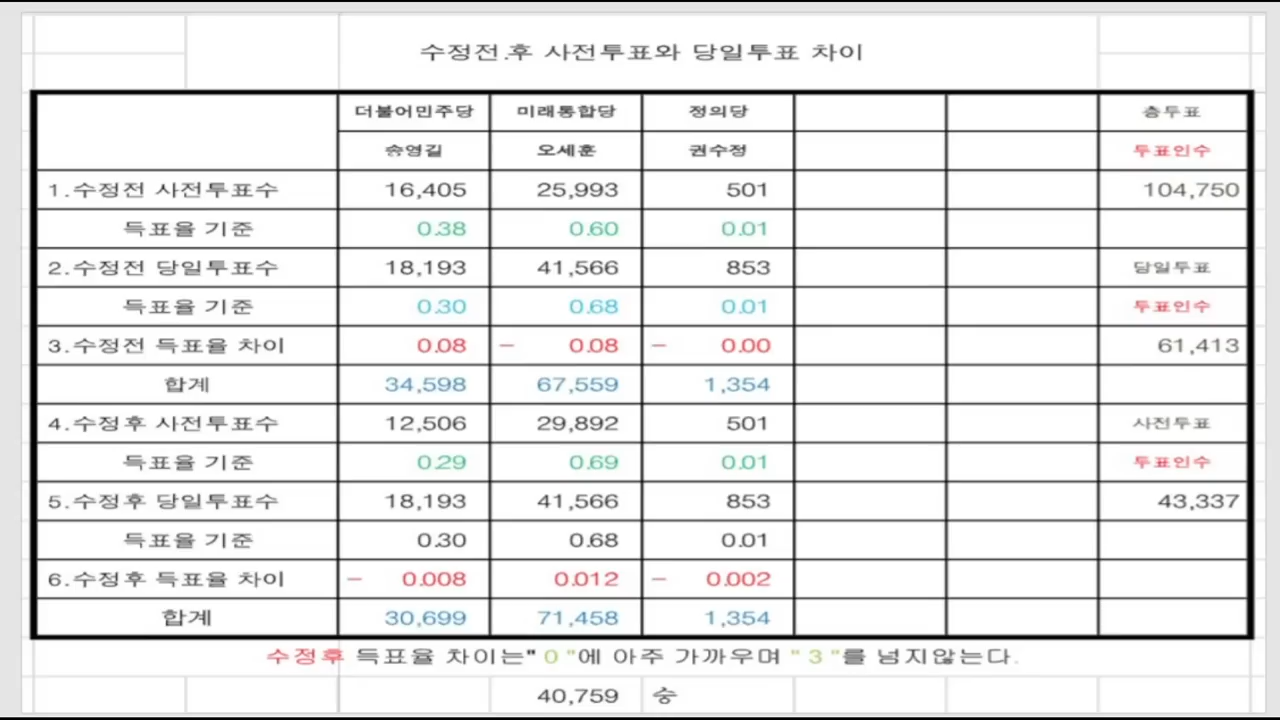 수정전.후 사전투표와 당일투표 차이
더불어민주당 미래통합당 정의당 총투표
송영길 오세훈 권수정 투표인수
1.수정전 사전투표수 16,405 25,993 501 104,750
득표율 기준 0.38 0.60 0.01
2.수정전 당일투표수 18,193 41,566 853 당일투표
득표율 기준 0.30 0.68 0.01 투표인수
3.수정전 득표율 차이 0.08 - 0.08 - 0.00 61,413
합계 34,598 67,559 1,354
4.수정후 사전투표수 12,506 29,892 501 사전투표
득표율 기준 0.29 0.69 0.01 투표인수
5.수정후 당일투표수 18,193 41,566 853 43,337
득표율 기준 0.30 0.68 0.01
6.수정후 득표율 차이 - 0.008 0.012 - 0.002
합계 30,699 71,458 1,354
수정후 득표율 차이는" 0 "에 아주 가까우며 " 3 "를 넘지않는다.
40,759 승